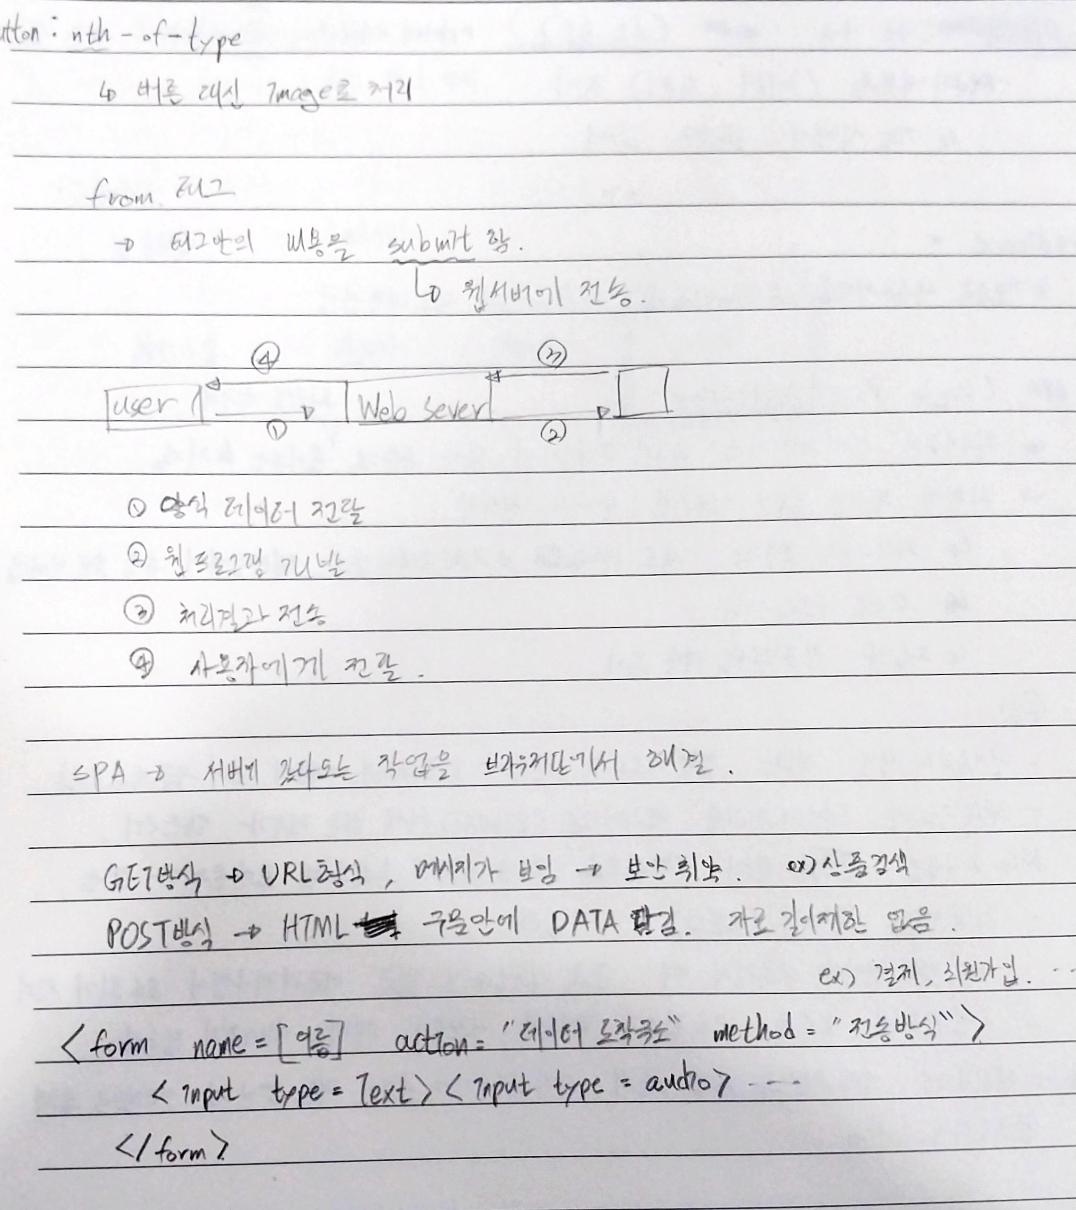 utton : nth-of-type
↳ 버튼 대신 Image로 처리
from 태그
→ 태그안의 내용을 submit 함.
↳ 웹서버에 전송.
④ ③
user Web sever
① ②
① 양식 데이터 전달
② 웹프로그램 개발
③ 처리결과 전송
④ 사용자에게 전달.
SPA → 서버에 갔다오는 작업을 브라우저단에서 해결.
GET방식 → URL형식, 메시지가 보임 → 보안 취약. ex) 상품검색
POST방식 → HTML 구문안에 DATA 담김. 자료 길이제한 없음.
ex) 결제, 회원가입. ...
<form name = [이름] action = "데이터 도착주소" method = "전송방식">
<input type = Text> <input type = audio> ----
</form>